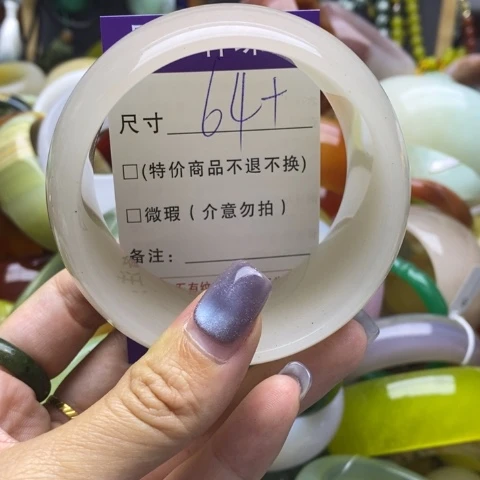 尺寸 64+
□(特价商品不退不换)
□微瑕（介意勿拍）
备注：